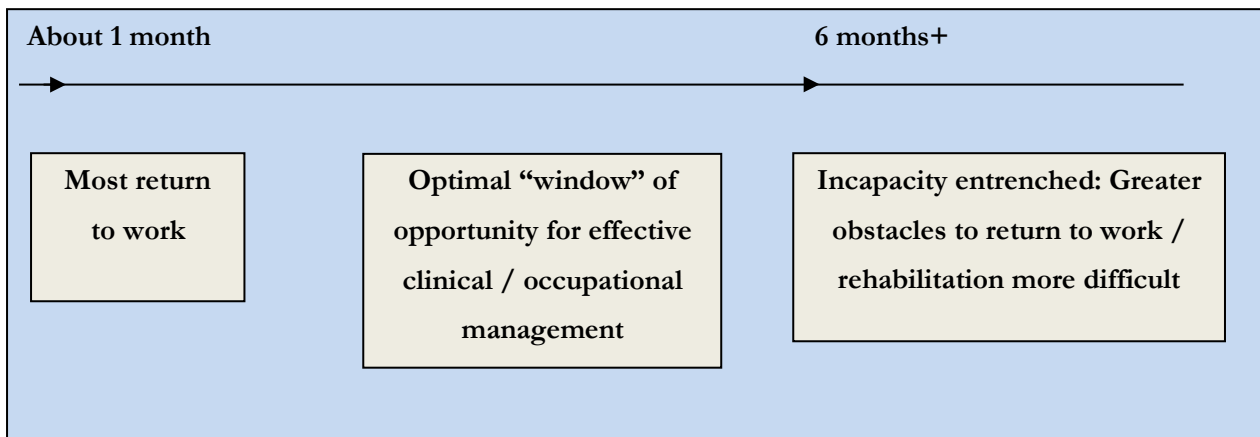 About 1 month
6 months+
Most return
to work
Optimal “window” of
opportunity for effective
clinical / occupational
management
Incapacity entrenched: Greater
obstacles to return to work /
rehabilitation more difficult